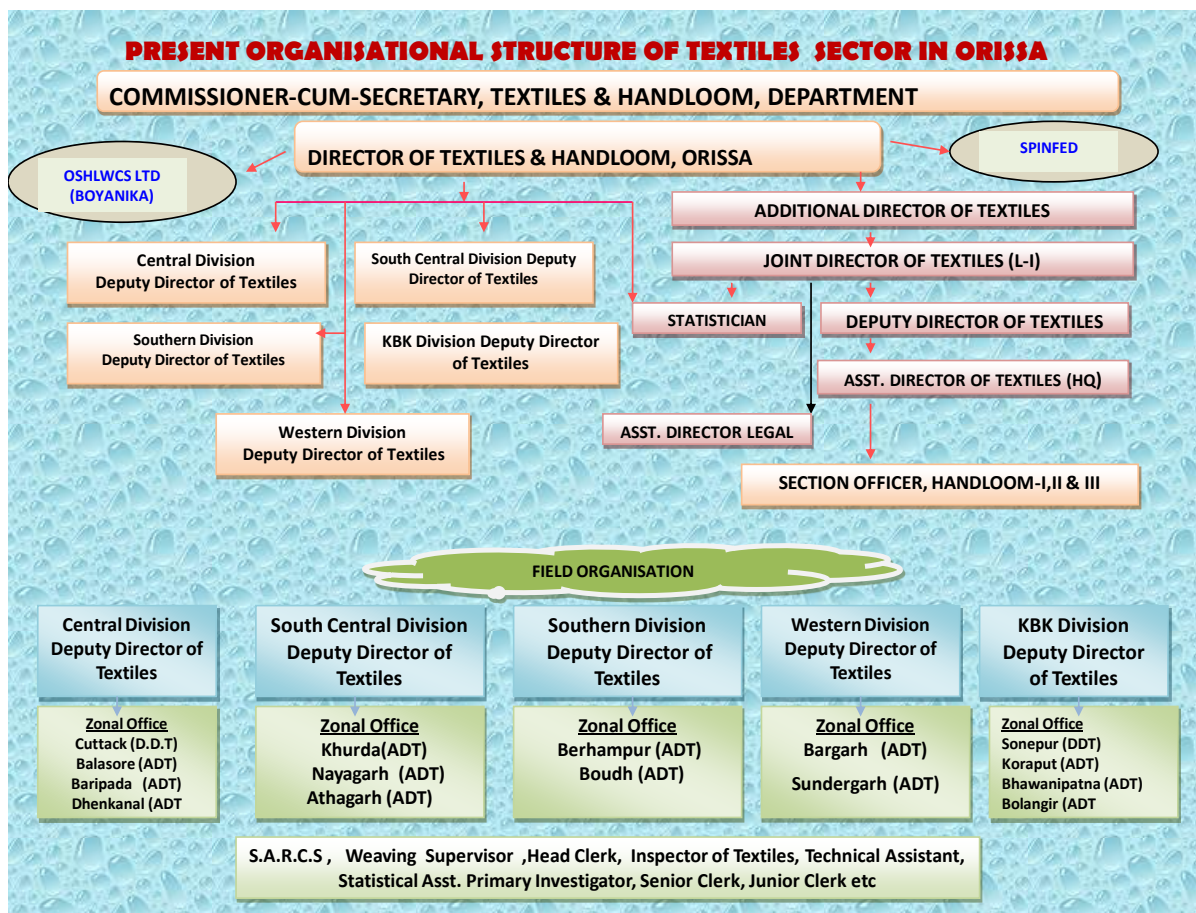 PRESENT ORGANISATIONAL STRUCTURE OF TEXTILES SECTOR IN ORISSA
COMMISSIONER-CUM-SECRETARY, TEXTILES & HANDLOOM, DEPARTMENT
DIRECTOR OF TEXTILES & HANDLOOM, ORISSA
SPINFED
OSHLWCS LTD
(BOYANIKA)
ADDITIONAL DIRECTOR OF TEXTILES
Central Division
Deputy Director of Textiles
South Central Division Deputy
Director of Textiles
JOINT DIRECTOR OF TEXTILES (L-I)
STATISTICIAN
DEPUTY DIRECTOR OF TEXTILES
Southern Division
Deputy Director of Textiles
KBK Division Deputy Director
of Textiles
ASST. DIRECTOR OF TEXTILES (HQ)
Western Division
Deputy Director of Textiles
ASST. DIRECTOR LEGAL
SECTION OFFICER, HANDLOOM-I,II & III
FIELD ORGANISATION
Central Division
Deputy Director of
Textiles
South Central Division
Deputy Director of
Textiles
Southern Division
Deputy Director of
Textiles
Western Division
Deputy Director of
Textiles
KBK Division
Deputy Director
of Textiles
Zonal Office
Cuttack (D.D.T)
Balasore (ADT)
Baripada (ADT)
Dhenkanal (ADT
Zonal Office
Khurda(ADT)
Nayagarh (ADT)
Athagarh (ADT)
Zonal Office
Berhampur (ADT)
Boudh (ADT)
Zonal Office
Bargarh (ADT)
Sundergarh (ADT)
Zonal Office
Sonepur (DDT)
Koraput (ADT)
Bhawanipatna (ADT)
Bolangir (ADT
S.A.R.C.S , Weaving Supervisor ,Head Clerk, Inspector of Textiles, Technical Assistant,
Statistical Asst. Primary Investigator, Senior Clerk, Junior Clerk etc